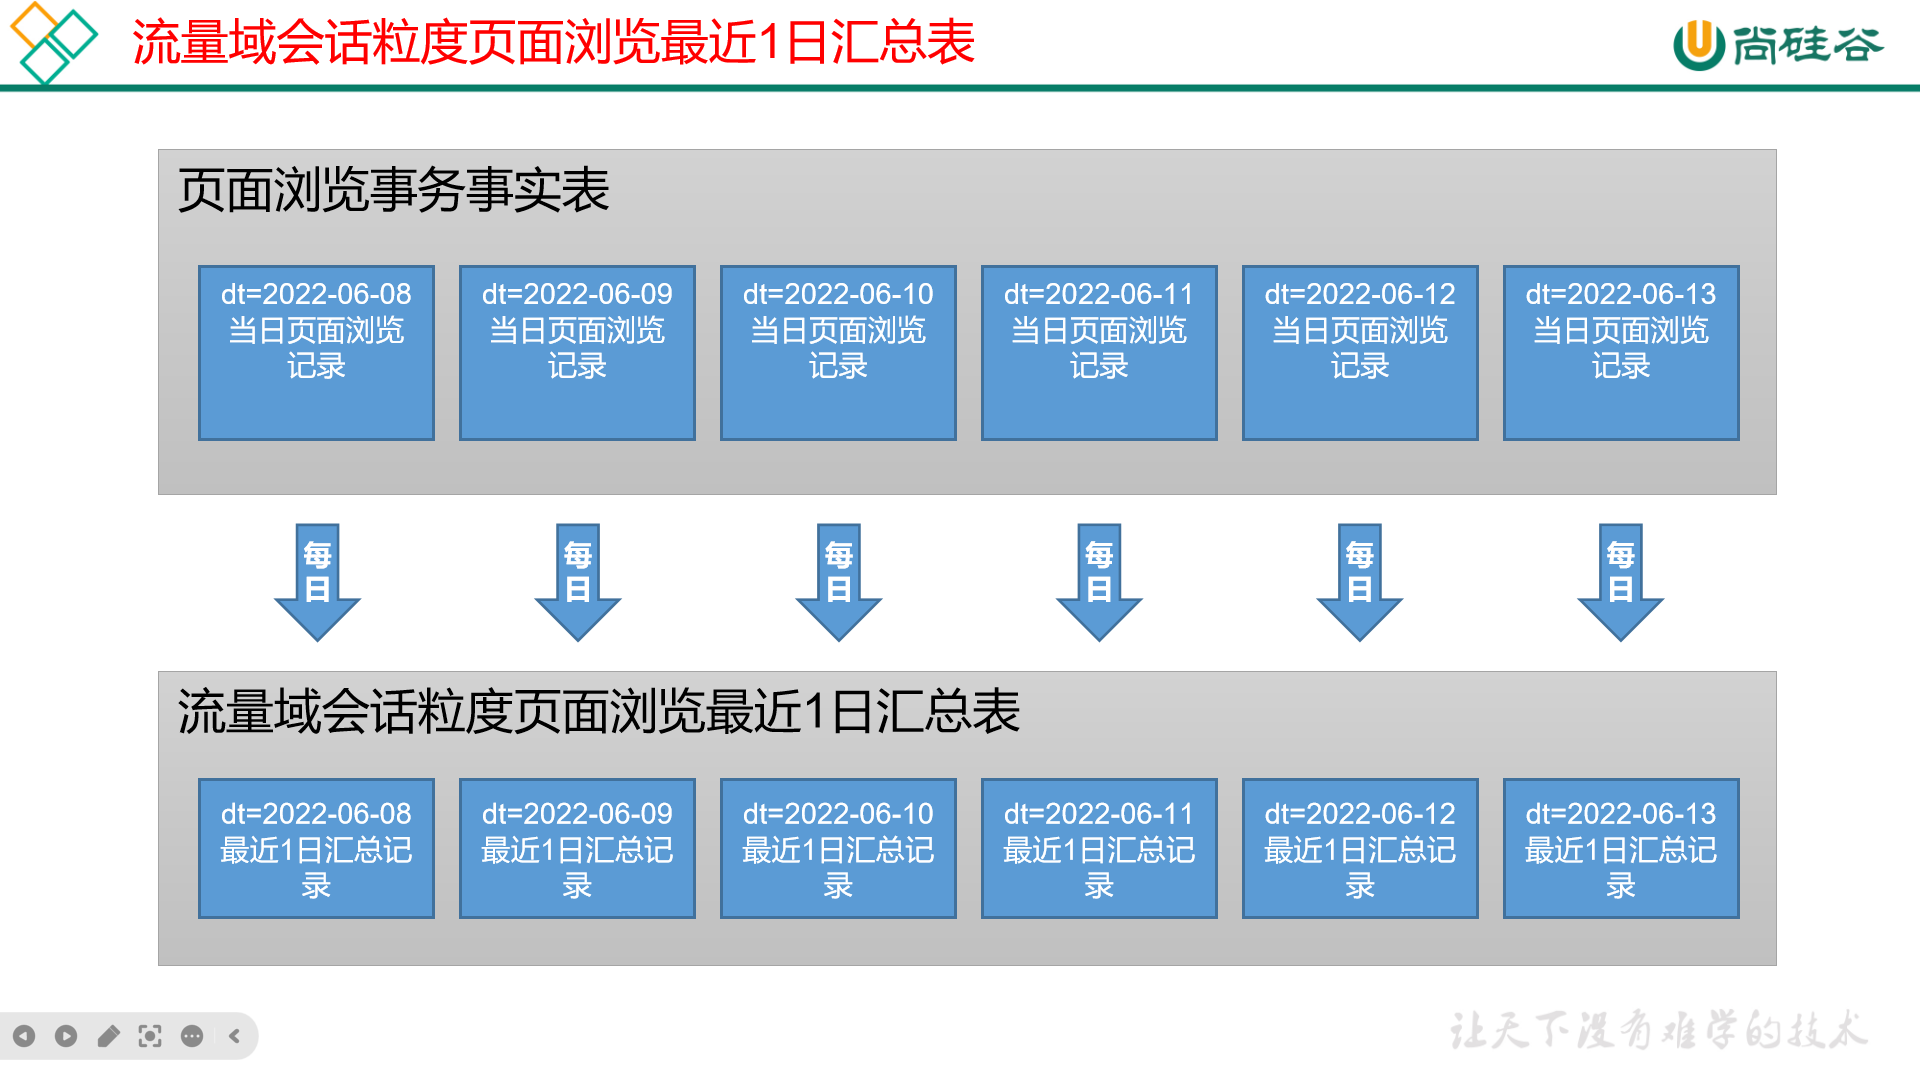 流量域会话粒度页面浏览最近1日汇总表
尚硅谷
页面浏览事务事实表
dt=2022-06-08
当日页面浏览
记录
dt=2022-06-09
当日页面浏览
记录
dt=2022-06-10
当日页面浏览
记录
dt=2022-06-11
当日页面浏览
记录
dt=2022-06-12
当日页面浏览
记录
dt=2022-06-13
当日页面浏览
记录
每
日
每
日
每
日
每
日
每
日
每
日
流量域会话粒度页面浏览最近1日汇总表
dt=2022-06-08
最近1日汇总记
录
dt=2022-06-09
最近1日汇总记
录
dt=2022-06-10
最近1日汇总记
录
dt=2022-06-11
最近1日汇总记
录
dt=2022-06-12
最近1日汇总记
录
dt=2022-06-13
最近1日汇总记
录
让天下没有难学的技术